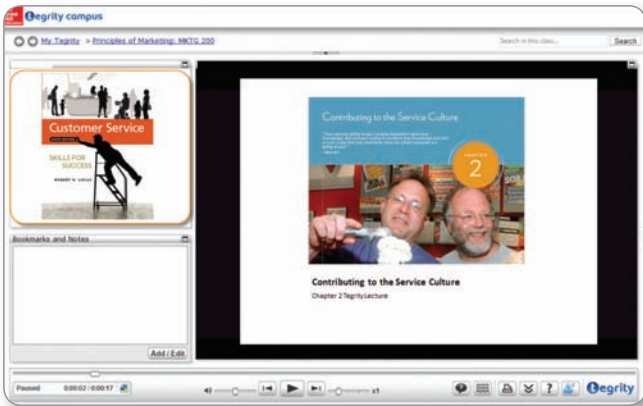 tegrity campus
My Tegrity > Principles of Marketing: MKTG 200
Search in this class...
Search
Customer Service
SKILLS FOR
SUCCESS
ROBERT W. LUCAS
Bookmarks and Notes
Add / Edit
Contributing to the Service Culture
CHAPTER
2
Contributing to the Service Culture
Chapter 2 Tegrity Lecture
Paused
0:00:02 / 0:00:17
x1
?
tegrity